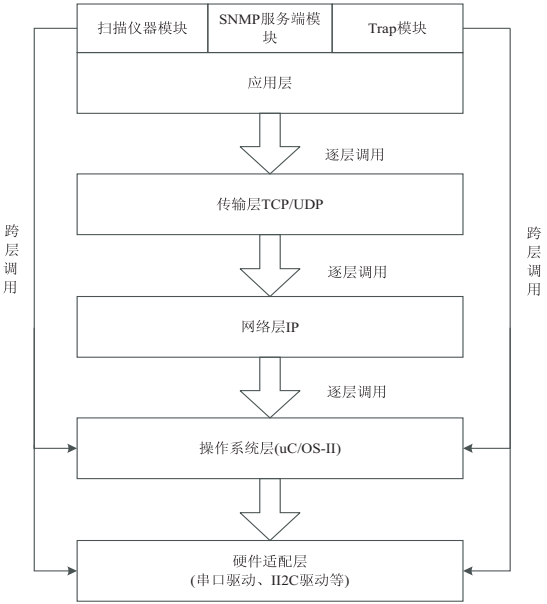 扫描仪器模块
SNMP服务端模
块
Trap模块
应用层
逐层调用
传输层TCP/UDP
跨
层
调
用
跨
层
调
用
逐层调用
网络层IP
逐层调用
操作系统层(uC/OS-II)
硬件适配层
(串口驱动、II2C驱动等)